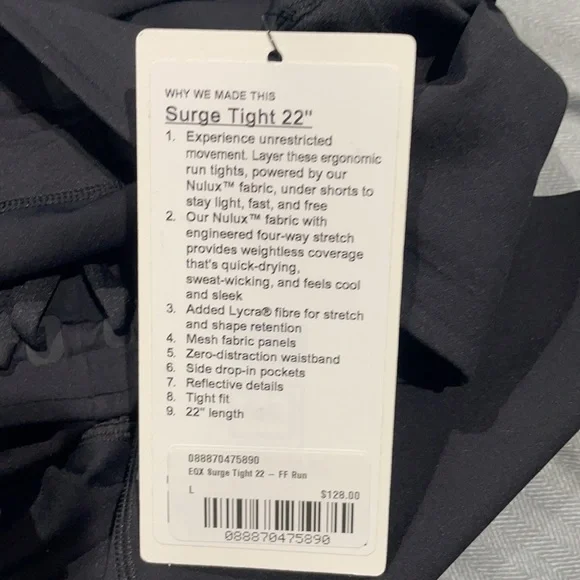 WHY WE MADE THIS
Surge Tight 22"
1. Experience unrestricted
movement. Layer these ergonomic
run tights, powered by our
Nulux™ fabric, under shorts to
stay light, fast, and free
2. Our Nulux™ fabric with
engineered four-way stretch
provides weightless coverage
that's quick-drying,
sweat-wicking, and feels cool
and sleek
3. Added Lycra® fibre for stretch
and shape retention
4. Mesh fabric panels
5. Zero-distraction waistband
6. Side drop-in pockets
7. Reflective details
8. Tight fit
9. 22" length
088870475890
EQX Surge Tight 22 – FF Run
L $128.00
088870475890